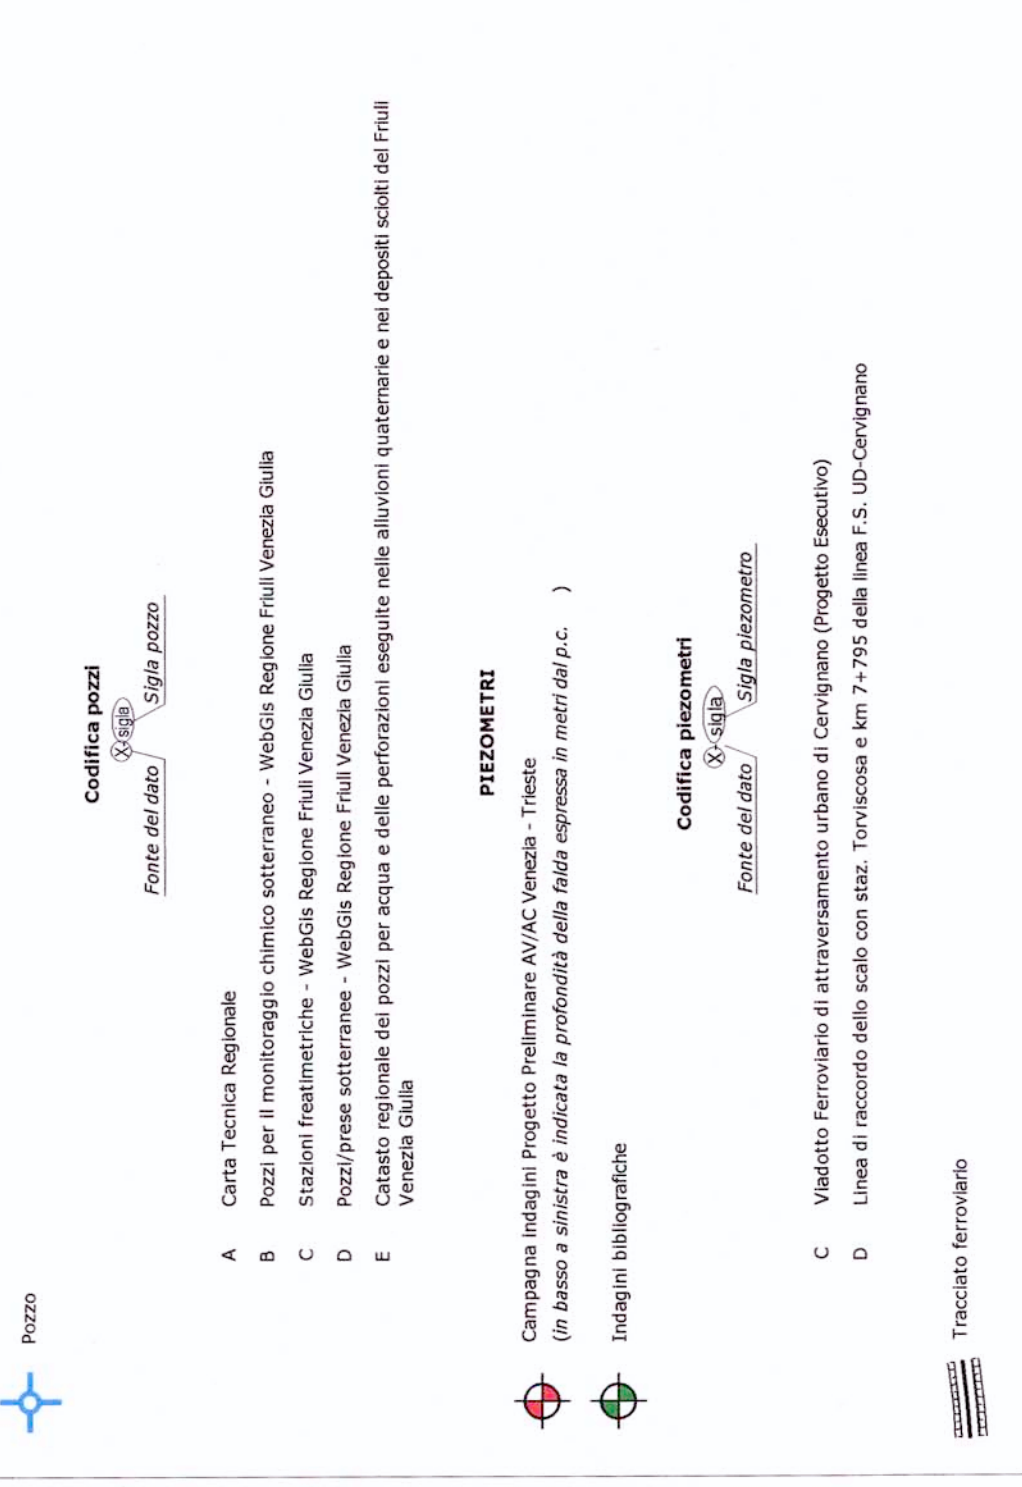 Pozzo
Codifica pozzi
X-sigla
Fonte del dato Sigla pozzo
A Carta Tecnica Regionale
B Pozzi per il monitoraggio chimico sotterraneo - WebGis Regione Friuli Venezia Giulia
C Stazioni freatimetriche - WebGis Regione Friuli Venezia Giulia
D Pozzi/prese sotterranee - WebGis Regione Friuli Venezia Giulia
E Catasto regionale dei pozzi per acqua e delle perforazioni eseguite nelle alluvioni quaternarie e nei depositi sciolti del Friuli
Venezia Giulia
PIEZOMETRI
Campagna indagini Progetto Preliminare AV/AC Venezia - Trieste
(in basso a sinistra è indicata la profondità della falda espressa in metri dal p.c. )
Indagini bibliografiche
Codifica piezometri
X-sigla
Fonte del dato Sigla piezometro
C Viadotto Ferroviario di attraversamento urbano di Cervignano (Progetto Esecutivo)
D Linea di raccordo dello scalo con staz. Torviscosa e km 7+795 della linea F.S. UD-Cervignano
Tracciato ferroviario